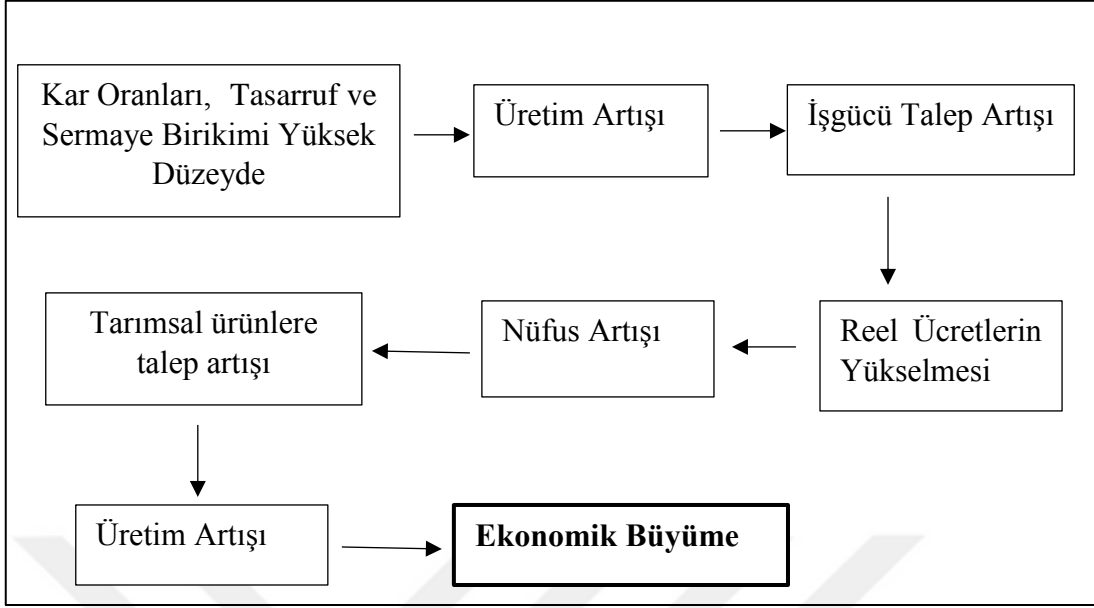 Kar Oranları, Tasarruf ve
Sermaye Birikimi Yüksek
Düzeyde
Üretim Artışı
İşgücü Talep Artişi
Reel Ücretlerin
Yükselmesi
Nüfus Artışı
Tarımsal ürünlere
talep artışı
Üretim Artışı
Ekonomik Büyüme